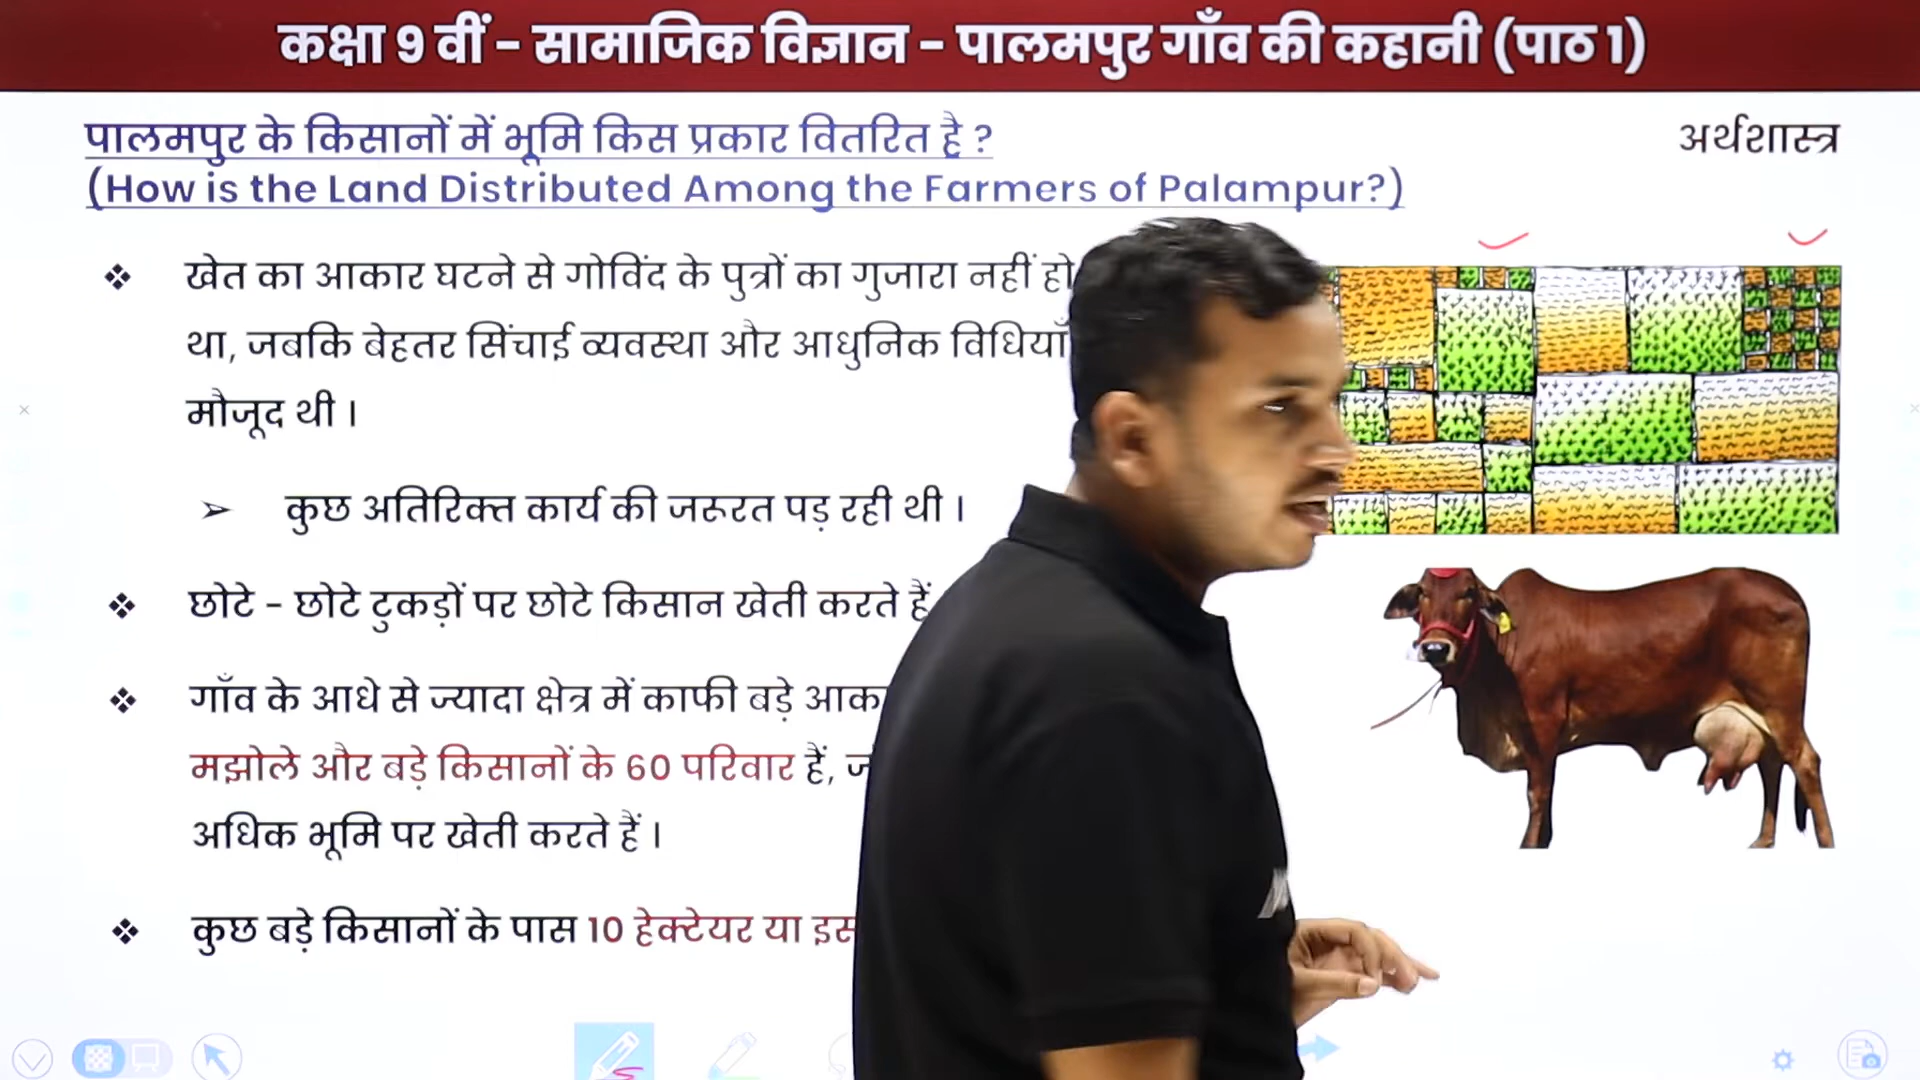 कक्षा 9 वीं – सामाजिक विज्ञान – पालमपुर गाँव की कहानी (पाठ 1)
पालमपुर के किसानों में भूमि किस प्रकार वितरित है ?
अर्थशास्त्र
(How is the Land Distributed Among the Farmers of Palampur?)
❖ खेत का आकार घटने से गोविंद के पुत्रों का गुजारा नहीं हो
था, जबकि बेहतर सिंचाई व्यवस्था और आधुनिक विधियाँ
मौजूद थी ।
➢ कुछ अतिरिक्त कार्य की जरूरत पड़ रही थी ।
❖ छोटे – छोटे टुकड़ों पर छोटे किसान खेती करते हैं
❖ गाँव के आधे से ज्यादा क्षेत्र में काफी बड़े
मझोले और बड़े किसानों के 60 परिवार हैं,
अधिक भूमि पर खेती करते हैं ।
❖ कुछ बड़े किसानों के पास 10 हेक्टेयर या